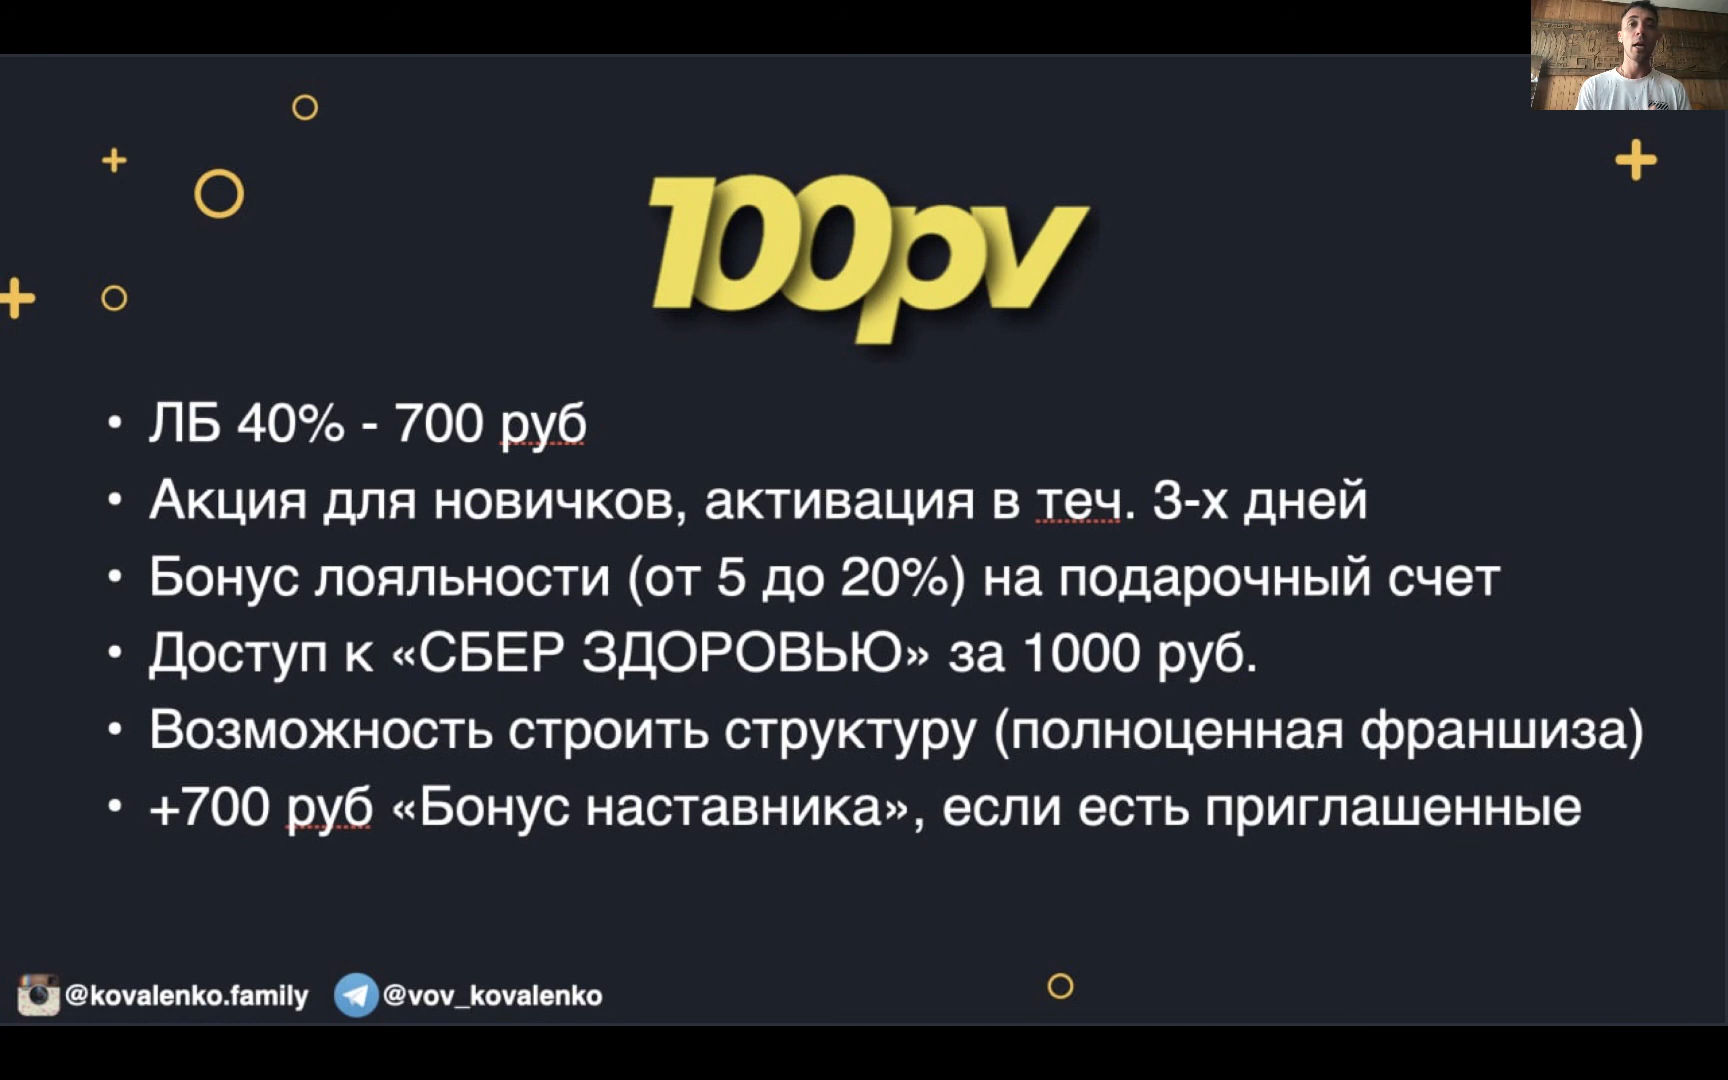 100pv
• ЛБ 40% - 700 руб
• Акция для новичков, активация в теч. 3-х дней
• Бонус лояльности (от 5 до 20%) на подарочный счет
• Доступ к «СБЕР ЗДОРОВЬЮ» за 1000 руб.
• Возможность строить структуру (полноценная франшиза)
• +700 руб «Бонус наставника», если есть приглашенные
@kovalenko.family @vov_kovalenko